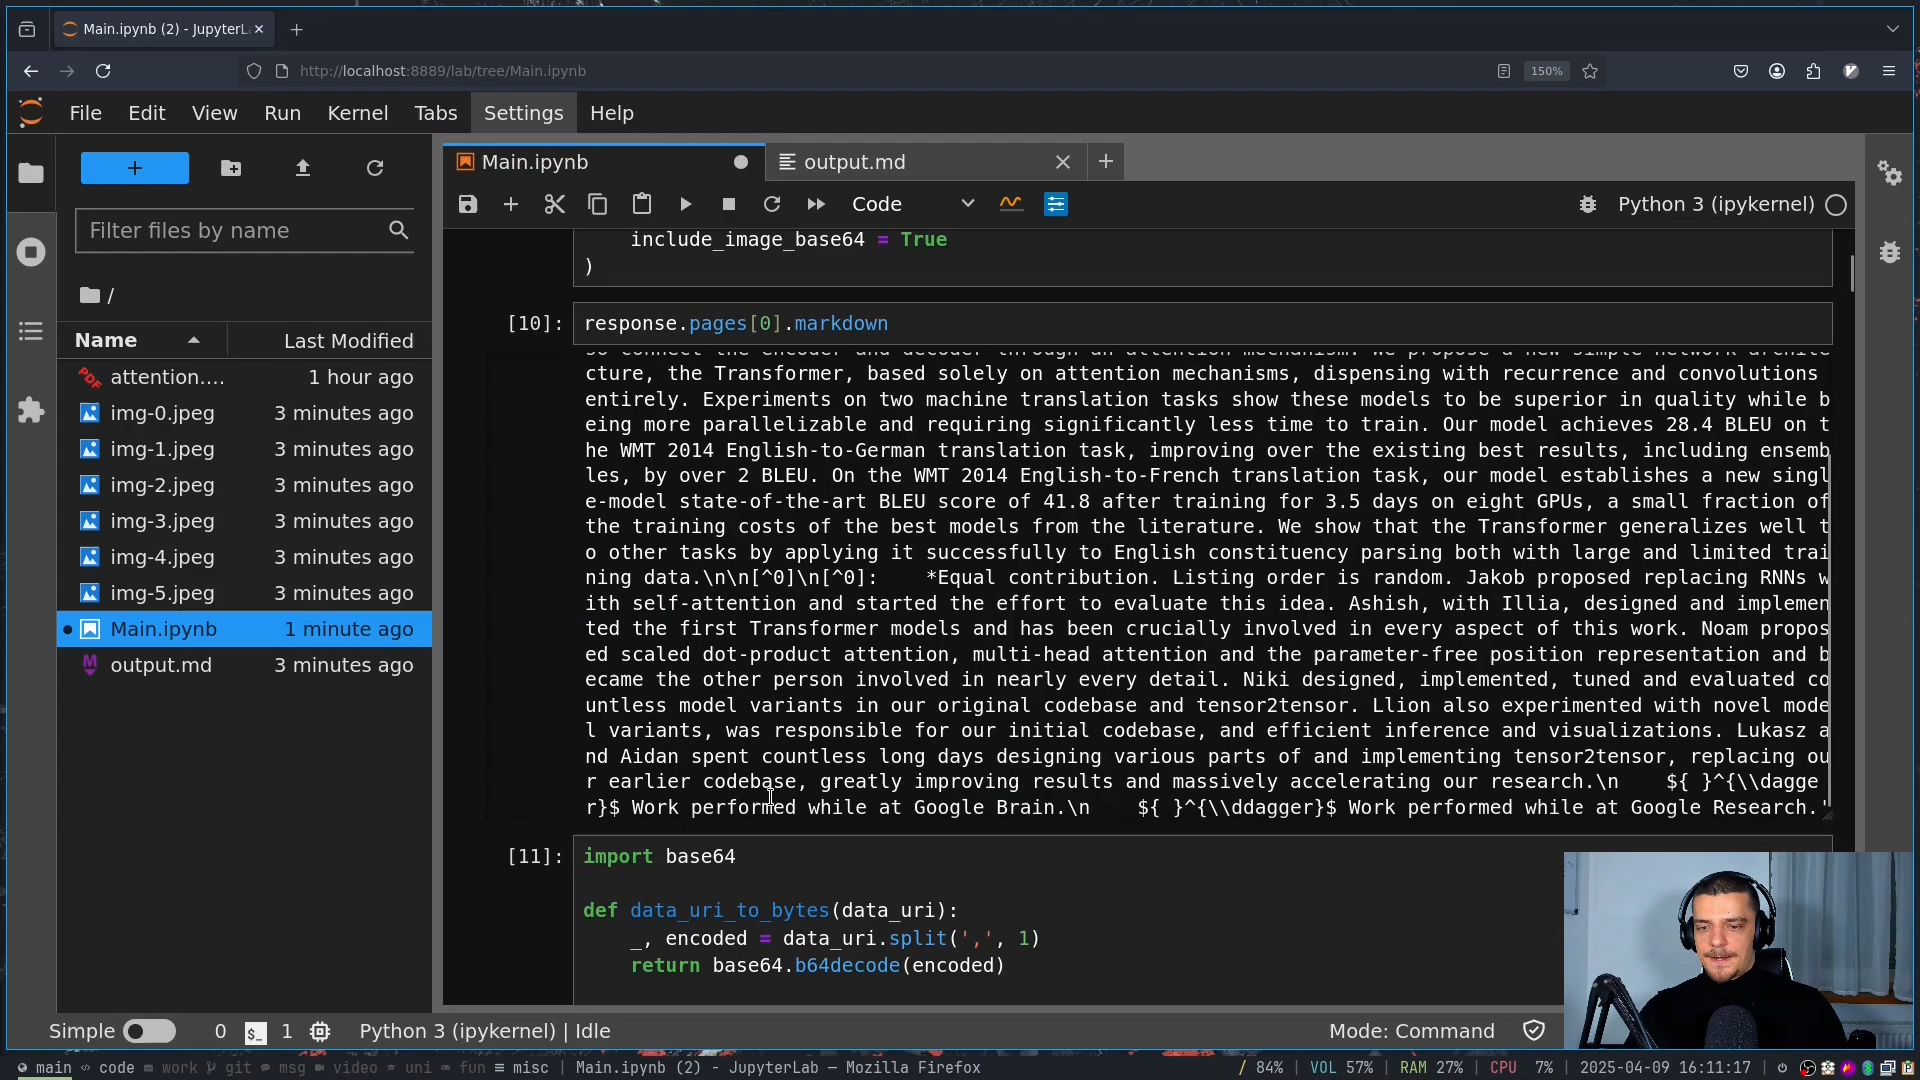 Main.ipynb (2) - JupyterL
http://localhost:8889/lab/tree/Main.ipynb
150%
File Edit View Run Kernel Tabs Settings Help
Main.ipynb
output.md
Code
Python 3 (ipykernel)
Filter files by name
/
Name Last Modified
attention.... 1 hour ago
img-0.jpeg 3 minutes ago
img-1.jpeg 3 minutes ago
img-2.jpeg 3 minutes ago
img-3.jpeg 3 minutes ago
img-4.jpeg 3 minutes ago
img-5.jpeg 3 minutes ago
Main.ipynb 1 minute ago
output.md 3 minutes ago
include_image_base64 = True
)
[10]: response.pages[0].markdown
so connect the encoder and decoder through an attention mechanism. We propose a new simple network archite
cture, the Transformer, based solely on attention mechanisms, dispensing with recurrence and convolutions
entirely. Experiments on two machine translation tasks show these models to be superior in quality while b
eing more parallelizable and requiring significantly less time to train. Our model achieves 28.4 BLEU on t
he WMT 2014 English-to-German translation task, improving over the existing best results, including ensemb
les, by over 2 BLEU. On the WMT 2014 English-to-French translation task, our model establishes a new singl
e-model state-of-the-art BLEU score of 41.8 after training for 3.5 days on eight GPUs, a small fraction of
the training costs of the best models from the literature. We show that the Transformer generalizes well t
o other tasks by applying it successfully to English constituency parsing both with large and limited trai
ning data.\n\n[^0]\n[^0]:    *Equal contribution. Listing order is random. Jakob proposed replacing RNNs w
ith self-attention and started the effort to evaluate this idea. Ashish, with Illia, designed and implemen
ted the first Transformer models and has been crucially involved in every aspect of this work. Noam propos
ed scaled dot-product attention, multi-head attention and the parameter-free position representation and b
ecame the other person involved in nearly every detail. Niki designed, implemented, tuned and evaluated co
untless model variants in our original codebase and tensor2tensor. Llion also experimented with novel mode
l variants, was responsible for our initial codebase, and efficient inference and visualizations. Lukasz a
nd Aidan spent countless long days designing various parts of and implementing tensor2tensor, replacing ou
r earlier codebase, greatly improving results and massively accelerating our research.\n    ${ }^{\\dagge
r}$ Work performed while at Google Brain.\n    ${ }^{\\ddagger}$ Work performed while at Google Research.'
[11]: import base64
def data_uri_to_bytes(data_uri):
_, encoded = data_uri.split(',', 1)
return base64.b64decode(encoded)
Simple 0 1 Python 3 (ipykernel) | Idle Mode: Command
main code work git msg video uni fun misc | Main.ipynb (2) - JupyterLab — Mozilla Firefox / 84% | VOL 57% | RAM 27% | CPU 7% | 2025-04-09 16:11:17